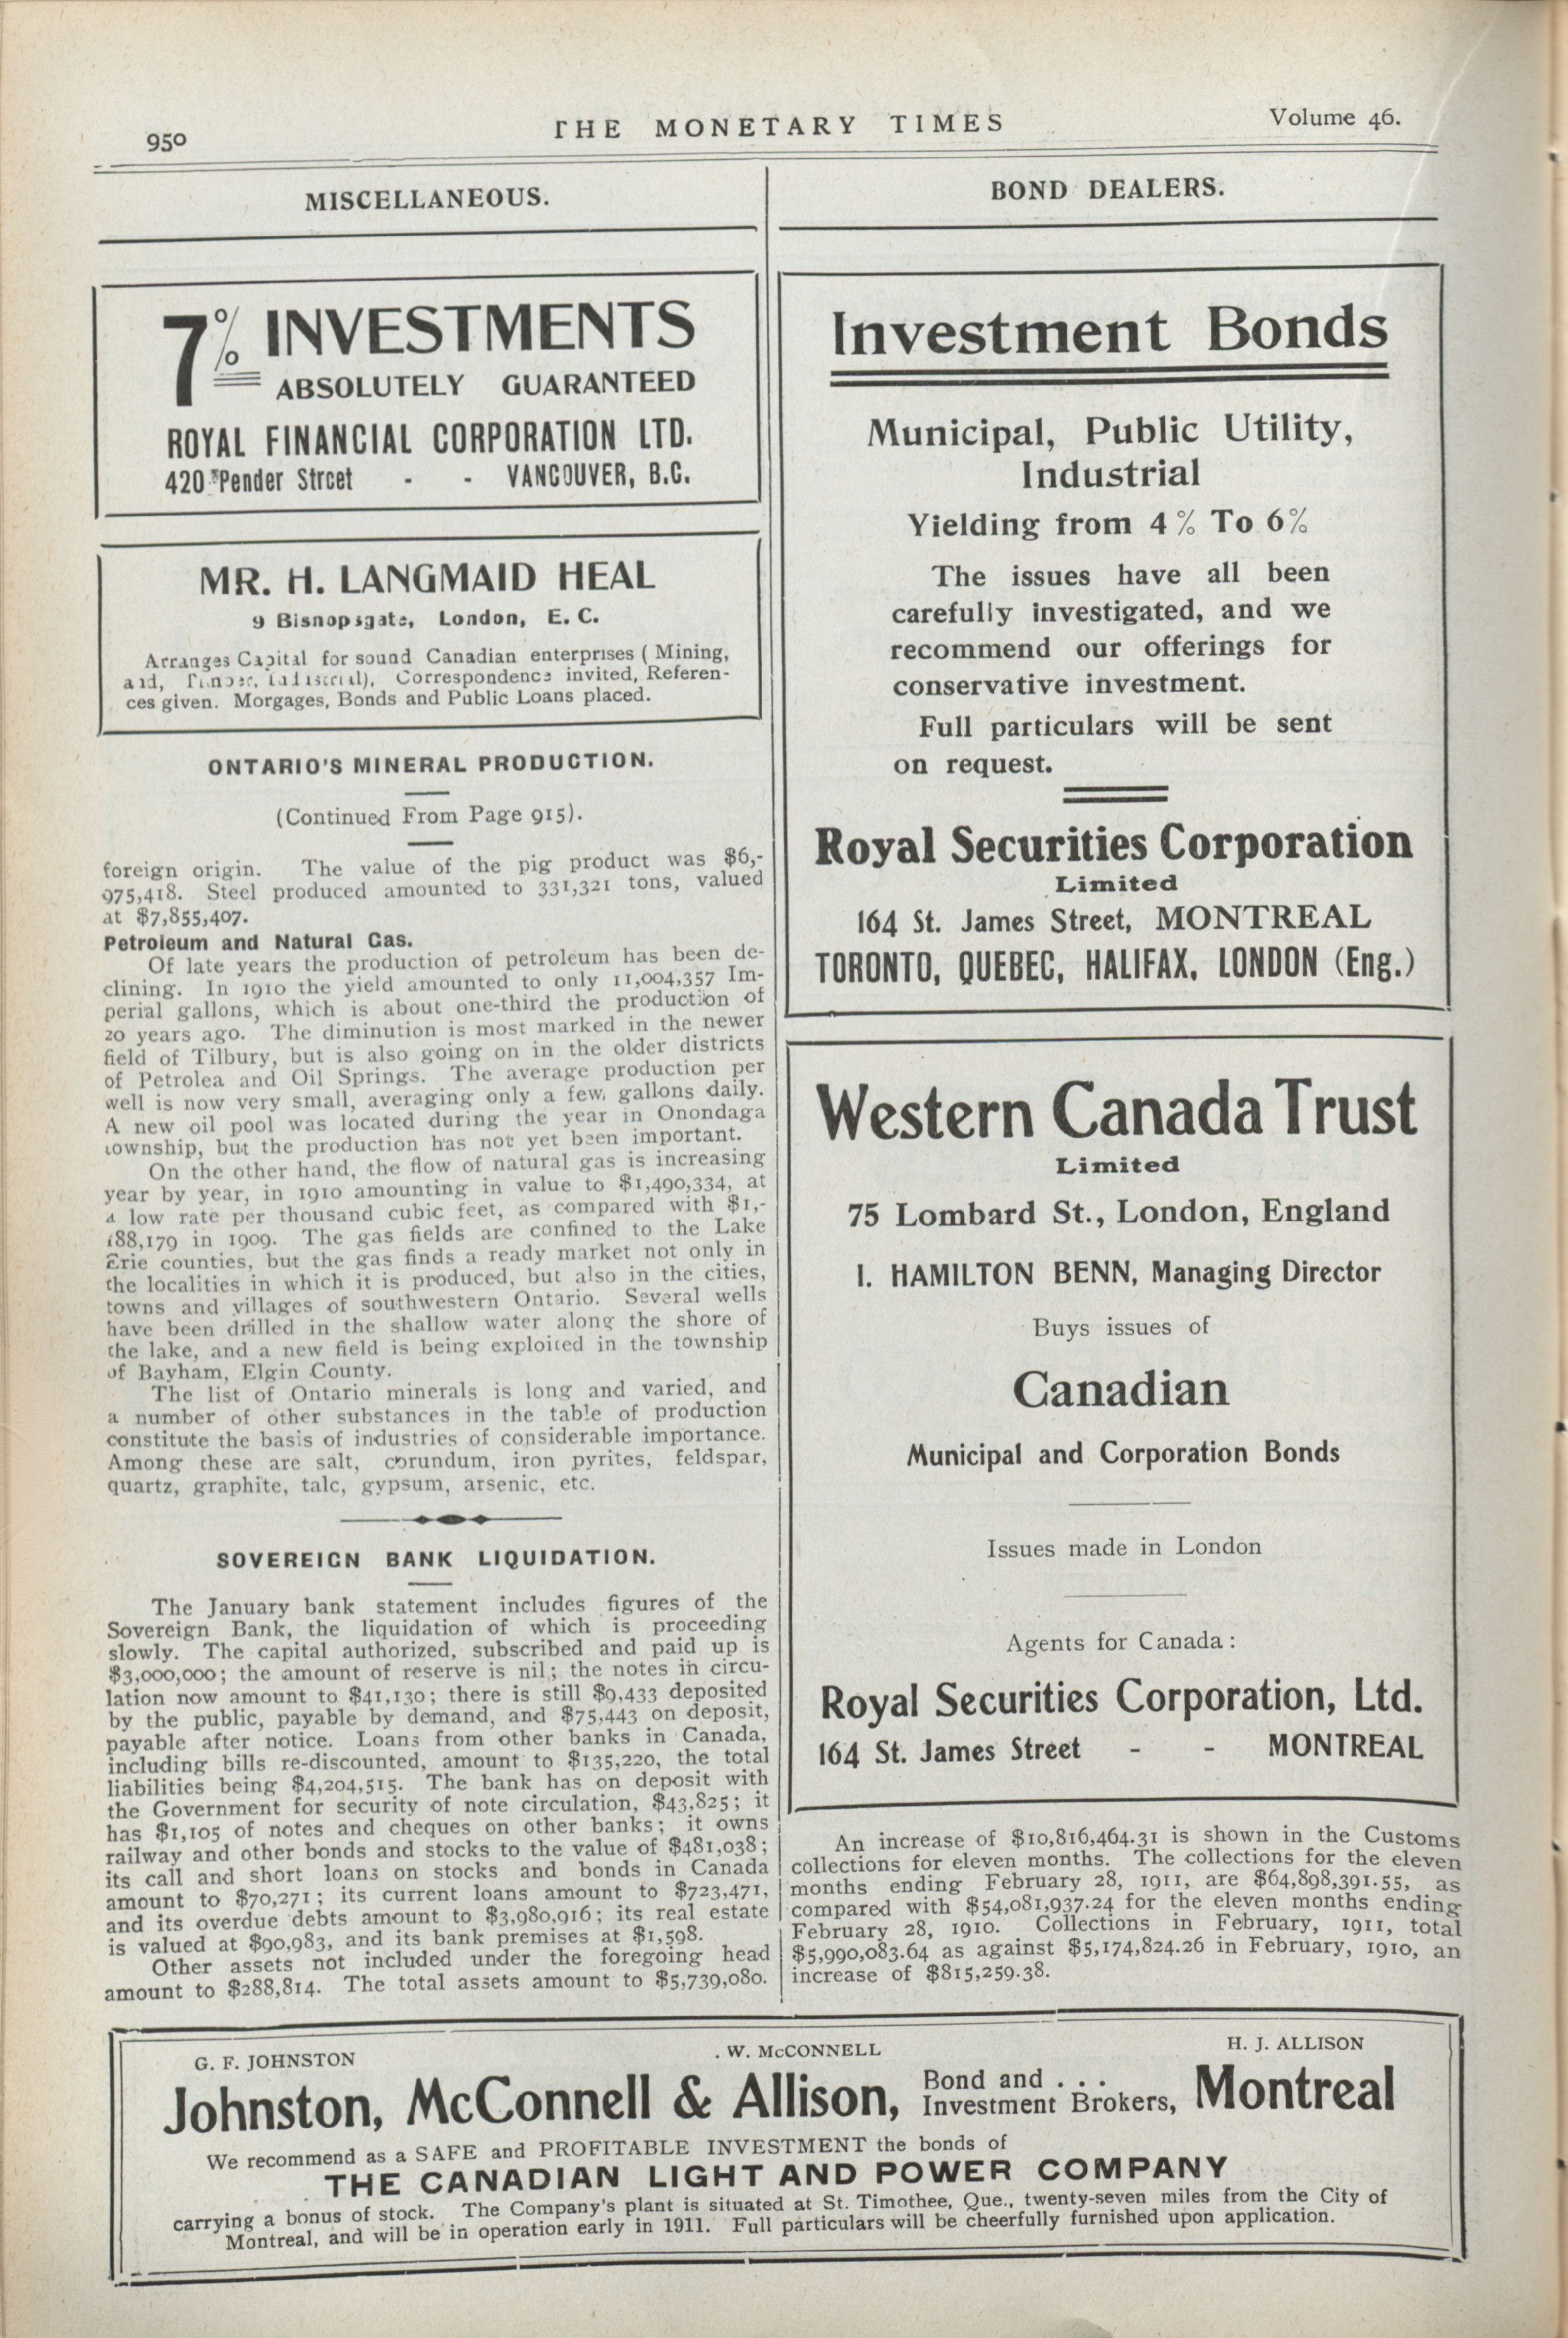 950
THE MONETARY TIMES
Volume 46.
MISCELLANEOUS.
7% INVESTMENTS
ABSOLUTELY GUARANTEED
ROYAL FINANCIAL CORPORATION LTD.
420 Pender Street - - VANCOUVER, B.C.
MR. H. LANGMAID HEAL
9 Bisnopsgate, London, E. C.
Arranges Capital for sound Canadian enterprises ( Mining,
Correspondence invited, Referen-
ces given. Morgages, Bonds and Public Loans placed.
ONTARIO'S MINERAL PRODUCTION.
(Continued From Page 915).
foreign origin. The value of the pig product was $6,-
975,418. Steel produced amounted to 331,321 tons, valued
at $7,855,407.
Petroleum and Natural Gas.
Of late years the production of petroleum has been de-
clining. In 1910 the yield amounted to only 11,004,357 Im-
perial gallons, which is about one-third the production of
20 years ago. The diminution is most marked in the newer
field of Tilbury, but is also going on in the older districts
of Petrolea and Oil Springs. The average production per
well is now very small, averaging only a few gallons daily.
A new oil pool was located during the year in Onondaga
township, but the production has not yet been important.
On the other hand, the flow of natural gas is increasing
year by year, in 1910 amounting in value to $1,490,334, at
a low rate per thousand cubic feet, as compared with $1,-
188,179 in 1909. The gas fields are confined to the Lake
Erie counties, but the gas finds a ready market not only in
the localities in which it is produced, but also in the cities,
towns and villages of southwestern Ontario. Several wells
have been drilled in the shallow water along the shore of
the lake, and a new field is being exploited in the township
of Bayham, Elgin County.
The list of Ontario minerals is long and varied, and
a number of other substances in the table of production
constitute the basis of industries of considerable importance.
Among these are salt, corundum, iron pyrites, feldspar,
quartz, graphite, talc, gypsum, arsenic, etc.
SOVEREIGN BANK LIQUIDATION.
The January bank statement includes figures of the
Sovereign Bank, the liquidation of which is proceeding
slowly. The capital authorized, subscribed and paid up is
$3,000,000; the amount of reserve is nil; the notes in circu-
lation now amount to $41,130; there is still $9,433 deposited
by the public, payable by demand, and $75,443 on deposit,
payable after notice. Loans from other banks in Canada,
including bills re-discounted, amount to $135,220, the total
liabilities being $4,204,515. The bank has on deposit with
the Government for security of note circulation, $43,825; it
has $1,105 of notes and cheques on other banks; it owns
railway and other bonds and stocks to the value of $481,038;
its call and short loans on stocks and bonds in Canada
amount to $70,271; its current loans amount to $723,471,
and its overdue debts amount to $3,980,916; its real estate
is valued at $90,983, and its bank premises at $1,598.
Other assets not included under the foregoing head
amount to $288,814. The total assets amount to $5,739,080.
BOND DEALERS.
Investment Bonds
Municipal, Public Utility,
Industrial
Yielding from 4% To 6%
The issues have all been
carefully investigated, and we
recommend our offerings for
conservative investment.
Full particulars will be sent
on request.
Royal Securities Corporation
Limited
164 St. James Street, MONTREAL
TORONTO, QUEBEC, HALIFAX, LONDON (Eng.)
Western Canada Trust
Limited
75 Lombard St., London, England
I. HAMILTON BENN, Managing Director
Buys issues of
Canadian
Municipal and Corporation Bonds
Issues made in London
Agents for Canada:
Royal Securities Corporation, Ltd.
164 St. James Street - - MONTREAL
An increase of $10,816,464.31 is shown in the Customs
collections for eleven months. The collections for the eleven
months ending February 28, 1911, are $64,898,391.55, as
compared with $54,081,937.24 for the eleven months ending
February 28, 1910. Collections in February, 1911, total
$5,990,083.64 as against $5,174,824.26 in February, 1910, an
increase of $815,259.38.
G. F. JOHNSTON
. W. McCONNELL
H. J. ALLISON
Johnston, McConnell & Allison, Bond and . . . Investment Brokers, Montreal
We recommend as a SAFE and PROFITABLE INVESTMENT the bonds of
THE CANADIAN LIGHT AND POWER COMPANY
carrying a bonus of stock. The Company's plant is situated at St. Timothee, Que., twenty-seven miles from the City of
Montreal, and will be in operation early in 1911. Full particulars will be cheerfully furnished upon application.